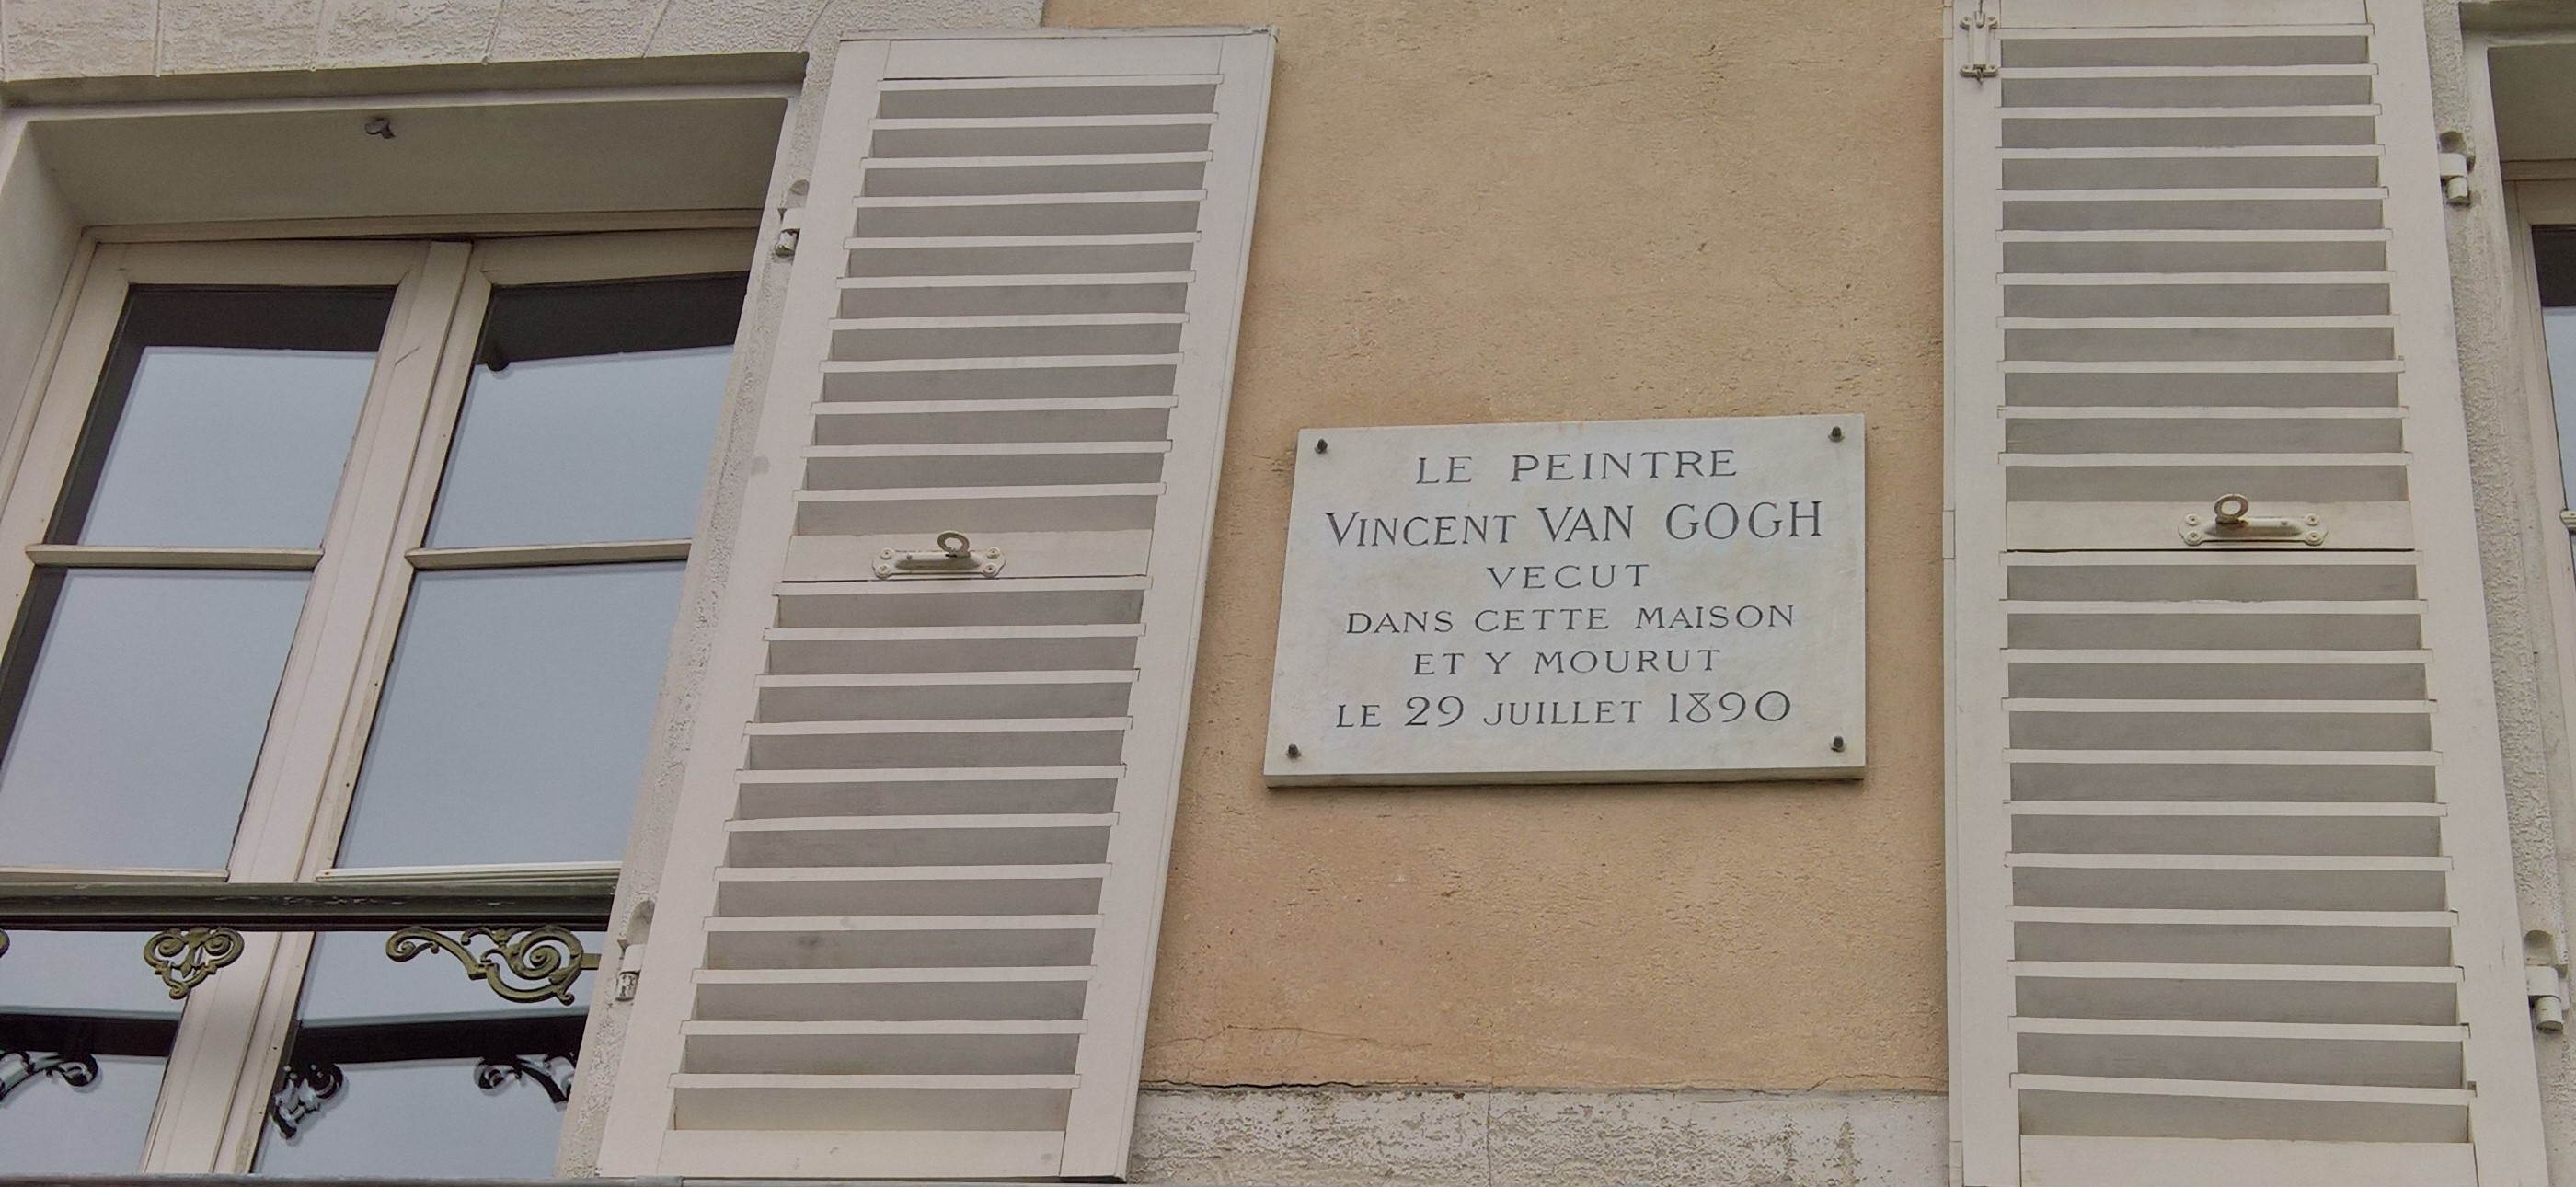 LE PEINTRE
VINCENT VAN GOGH
VECUT
DANS CETTE MAISON
ET Y MOURUT
LE 29 JUILLET 1890